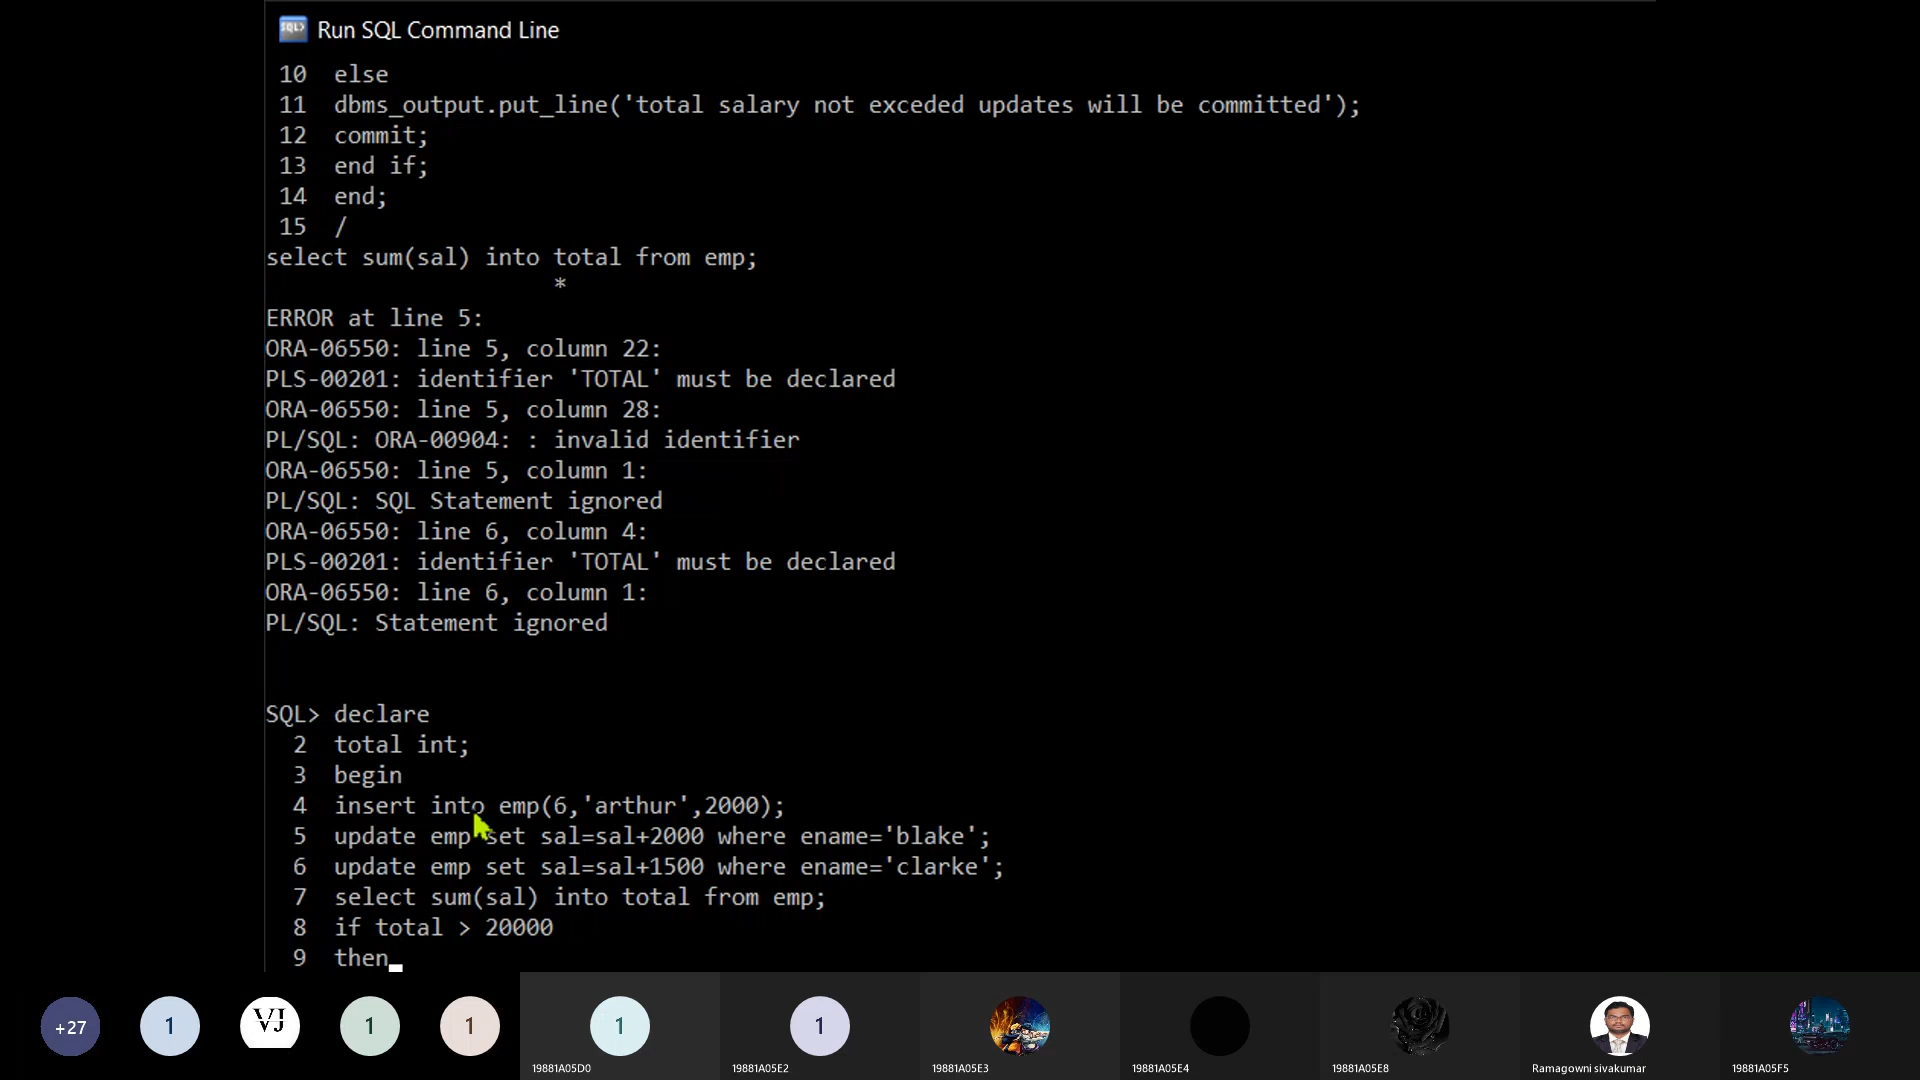 Run SQL Command Line
10 else
11 dbms_output.put_line('total salary not exceded updates will be committed');
12 commit;
13 end if;
14 end;
15 /
select sum(sal) into total from emp;
*
ERROR at line 5:
ORA-06550: line 5, column 22:
PLS-00201: identifier 'TOTAL' must be declared
ORA-06550: line 5, column 28:
PL/SQL: ORA-00904: : invalid identifier
ORA-06550: line 5, column 1:
PL/SQL: SQL Statement ignored
ORA-06550: line 6, column 4:
PLS-00201: identifier 'TOTAL' must be declared
ORA-06550: line 6, column 1:
PL/SQL: Statement ignored
SQL> declare
2 total int;
3 begin
4 insert into emp(6,'arthur',2000);
5 update emp set sal=sal+2000 where ename='blake';
6 update emp set sal=sal+1500 where ename='clarke';
7 select sum(sal) into total from emp;
8 if total > 20000
9 then
+27 1 VJ 1 1 1 1
19881A05D0 19881A05E2 19881A05E3 19881A05E4 19881A05E8 Ramagowni sivakumar 19881A05F5